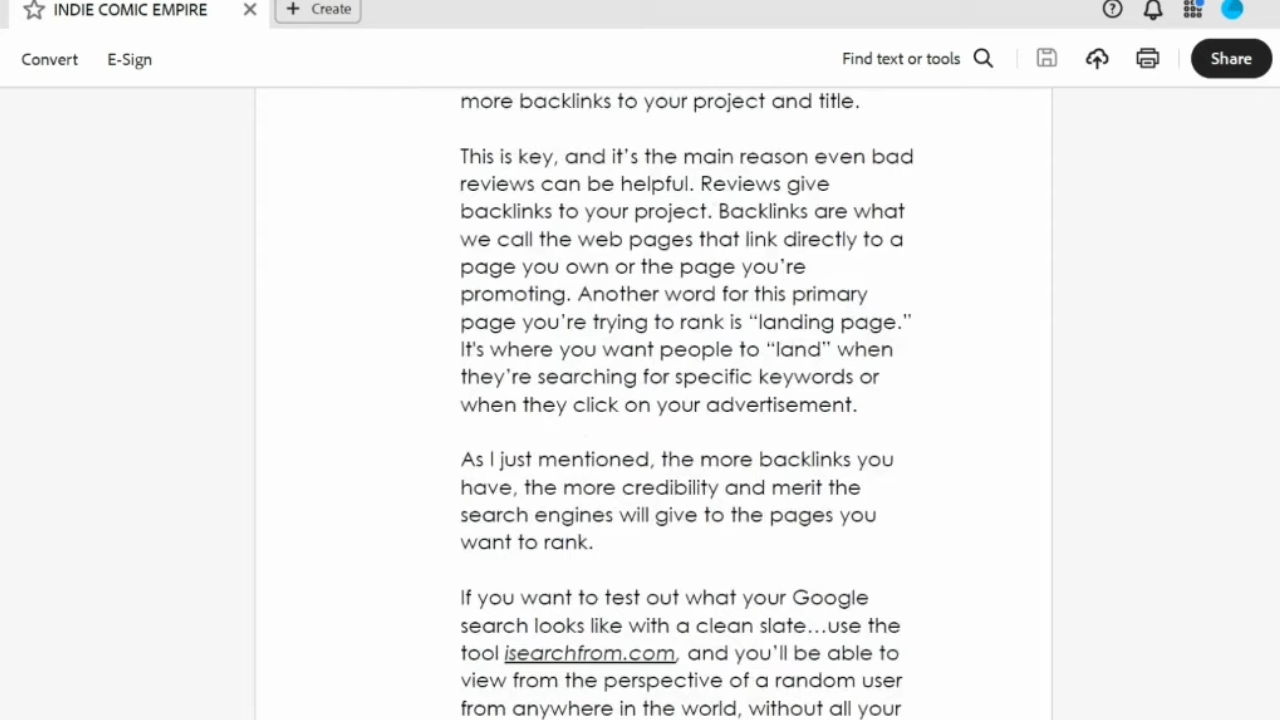 INDIE COMIC EMPIRE
+ Create
Convert
E-Sign
Find text or tools
Share
more backlinks to your project and title.
This is key, and it’s the main reason even bad
reviews can be helpful. Reviews give
backlinks to your project. Backlinks are what
we call the web pages that link directly to a
page you own or the page you’re
promoting. Another word for this primary
page you’re trying to rank is “landing page.”
It's where you want people to “land” when
they’re searching for specific keywords or
when they click on your advertisement.
As I just mentioned, the more backlinks you
have, the more credibility and merit the
search engines will give to the pages you
want to rank.
If you want to test out what your Google
search looks like with a clean slate…use the
tool isearchfrom.com, and you’ll be able to
view from the perspective of a random user
from anywhere in the world, without all your